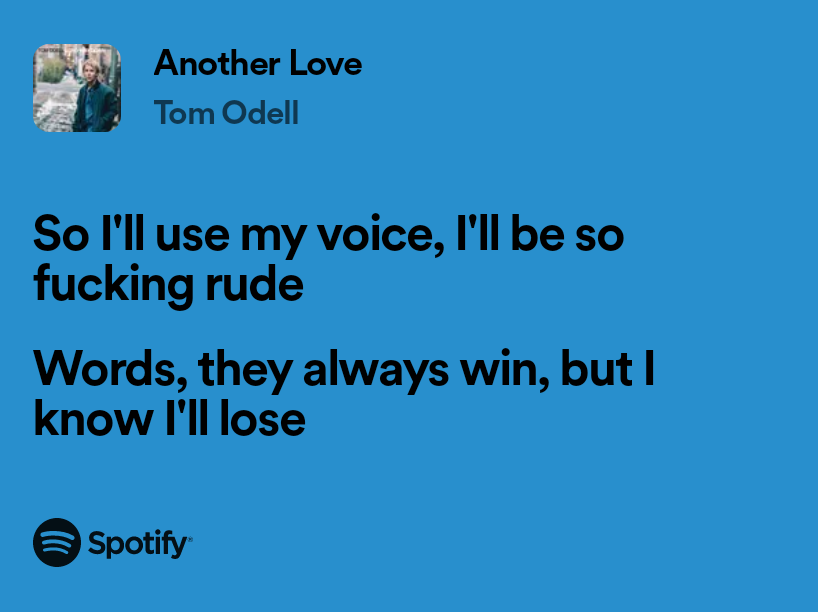 Another Love
Tom Odell
So I'll use my voice, I'll be so
fucking rude
Words, they always win, but I
know I'll lose
Spotify®